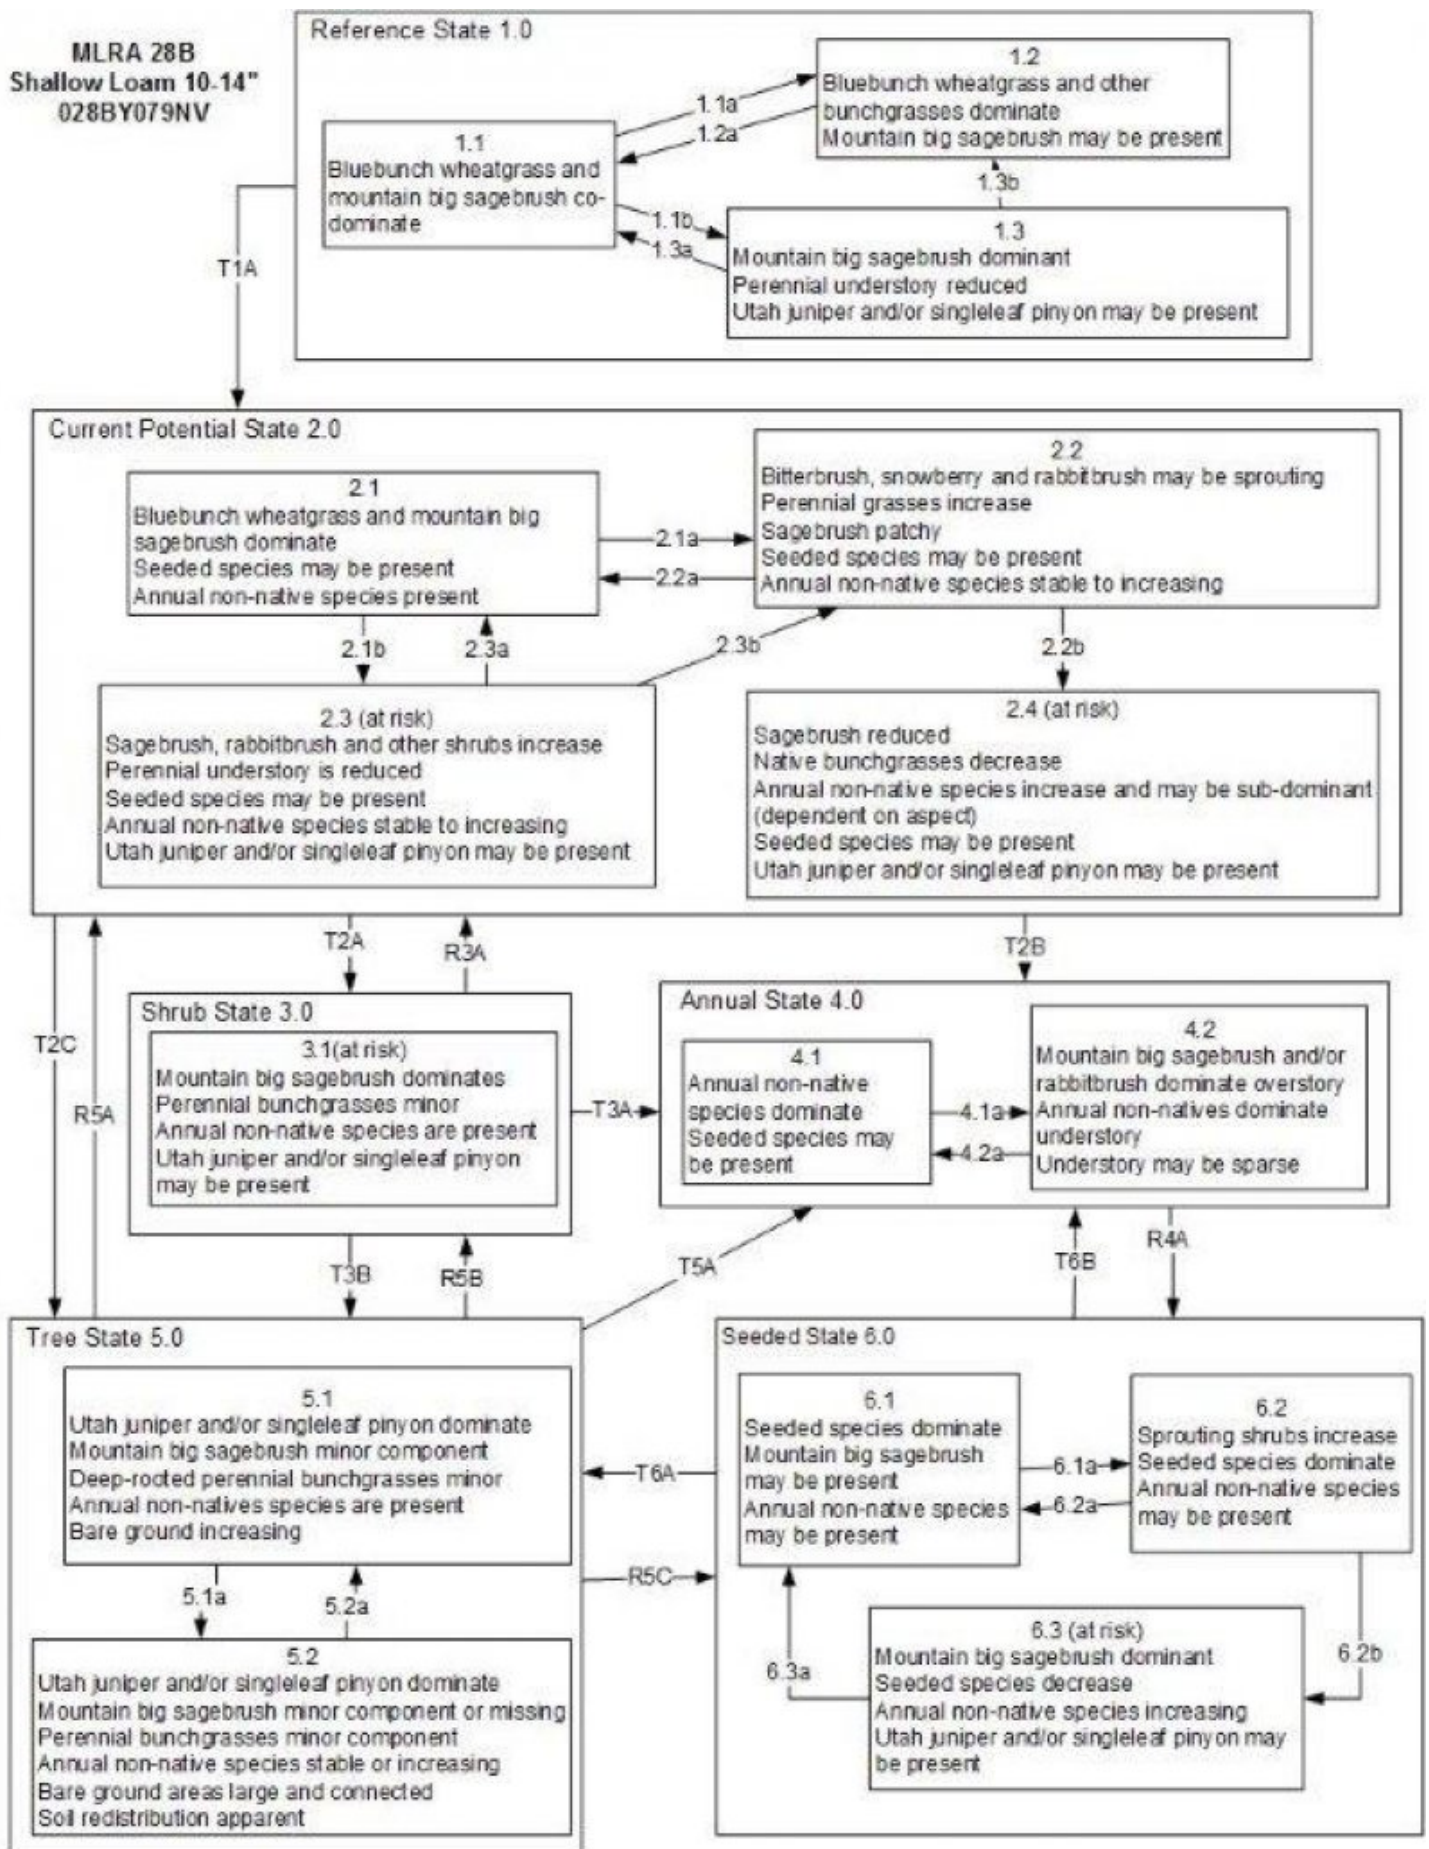 MLRA 28B
Shallow Loam 10-14"
028BY079NV
Reference State 1.0
1.1
Bluebunch wheatgrass and
mountain big sagebrush co-
dominate
1.1a
1.2a
1.2
Bluebunch wheatgrass and other
bunchgrasses dominate
Mountain big sagebrush may be present
1.3b
1.1b
1.3a
1.3
Mountain big sagebrush dominant
Perennial understory reduced
Utah juniper and/or singleleaf pinyon may be present
T1A
Current Potential State 2.0
2.1
Bluebunch wheatgrass and mountain big
sagebrush dominate
Seeded species may be present
Annual non-native species present
2.1a
2.2a
2.2
Bitterbrush, snowberry and rabbitbrush may be sprouting
Perennial grasses increase
Sagebrush patchy
Seeded species may be present
Annual non-native species stable to increasing
2.1b
2.3a
2.3b
2.2b
2.3 (at risk)
Sagebrush, rabbitbrush and other shrubs increase
Perennial understory is reduced
Seeded species may be present
Annual non-native species stable to increasing
Utah juniper and/or singleleaf pinyon may be present
2.4 (at risk)
Sagebrush reduced
Native bunchgrasses decrease
Annual non-native species increase and may be sub-dominant
(dependent on aspect)
Seeded species may be present
Utah juniper and/or singleleaf pinyon may be present
T2C
R5A
T2A
R3A
T2B
Shrub State 3.0
3.1(at risk)
Mountain big sagebrush dominates
Perennial bunchgrasses minor
Annual non-native species are present
Utah juniper and/or singleleaf pinyon
may be present
T3A
Annual State 4.0
4.1
Annual non-native
species dominate
Seeded species may
be present
4.1a
4.2a
4.2
Mountain big sagebrush and/or
rabbitbrush dominate overstory
Annual non-natives dominate
understory
Understory may be sparse
T3B
R5B
T5A
T6B
R4A
Tree State 5.0
5.1
Utah juniper and/or singleleaf pinyon dominate
Mountain big sagebrush minor component
Deep-rooted perennial bunchgrasses minor
Annual non-natives species are present
Bare ground increasing
5.1a
5.2a
5.2
Utah juniper and/or singleleaf pinyon dominate
Mountain big sagebrush minor component or missing
Perennial bunchgrasses minor component
Annual non-native species stable or increasing
Bare ground areas large and connected
Soil redistribution apparent
T6A
R5C
Seeded State 6.0
6.1
Seeded species dominate
Mountain big sagebrush
may be present
Annual non-native species
may be present
6.1a
6.2a
6.2
Sprouting shrubs increase
Seeded species dominate
Annual non-native species
may be present
6.3a
6.2b
6.3 (at risk)
Mountain big sagebrush dominant
Seeded species decrease
Annual non-native species increasing
Utah juniper and/or singleleaf pinyon may
be present